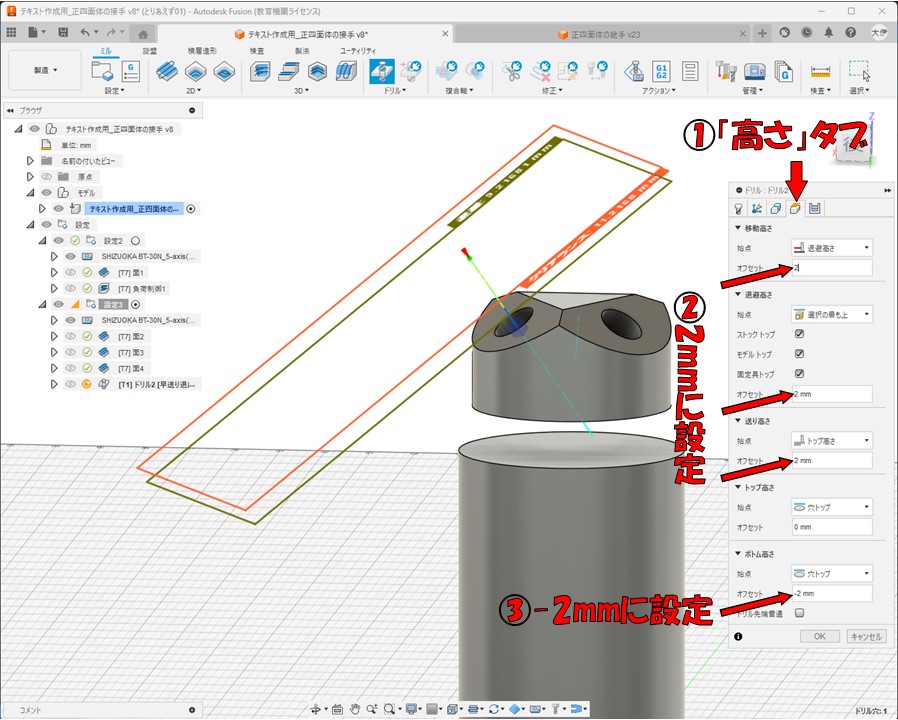 テキスト作成用_正四面体の接手 v8* (とりあえず01) - Autodesk Fusion (教育機関ライセンス)
テキスト作成用_正四面体の接手 v8*
正四面体の継手 v23
大伊
ミル
旋盤
積層造形
検査
製法
ユーティリティ
製造
設定
2D
3D
ドリル
複合軸
修正
アクション
管理
検査
選択
G1
G2
ブラウザ
テキスト作成用_正四面体の接手 v8
単位: mm
名前の付いたビュー
原点
モデル
テキスト作成用_正四面体の...
設定
設定2
SHIZUOKA BT-30N_5-axis(...
[T7] 面1
[T7] 負荷制御1
設定3
SHIZUOKA BT-30N_5-axis(...
[T7] 面2
[T7] 面3
[T7] 面4
[T1] ドリル2 [早送り退...
①「高さ」タブ
Z
後
ドリル : ドリル2
移動高さ
始点
退避高さ
オフセット
2
退避高さ
始点
選択の最も上
ストック トップ
モデル トップ
固定具トップ
オフセット
2 mm
送り高さ
始点
トップ高さ
オフセット
2 mm
トップ高さ
始点
穴トップ
オフセット
0 mm
ボトム高さ
始点
穴トップ
オフセット
-2 mm
ドリル先端貫通
OK
キャンセル
②2mmに設定
③-2mmに設定
コメント
ドリル穴: 1